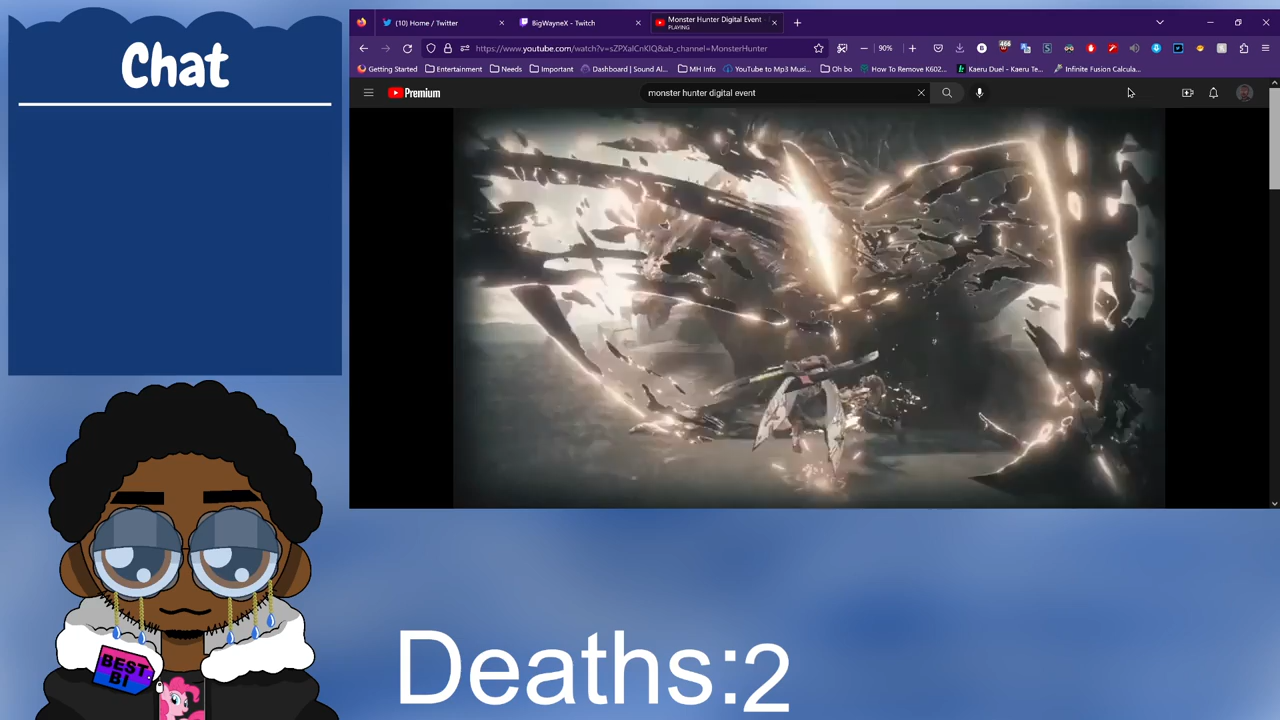 Chat
(10) Home / Twitter
BigWayneX - Twitch
Monster Hunter Digital Event -
PLAYING
https://www.youtube.com/watch?v=sZPXalCnKIQ&ab_channel=MonsterHunter
90%
466
Getting Started
Entertainment
Needs
Important
Dashboard | Sound Al...
MH Info
YouTube to Mp3 Musi...
Oh bo
How To Remove K602...
Kaeru Duel - Kaeru Te...
Infinite Fusion Calcula...
Premium
monster hunter digital event
BEST
BI
Deaths:2